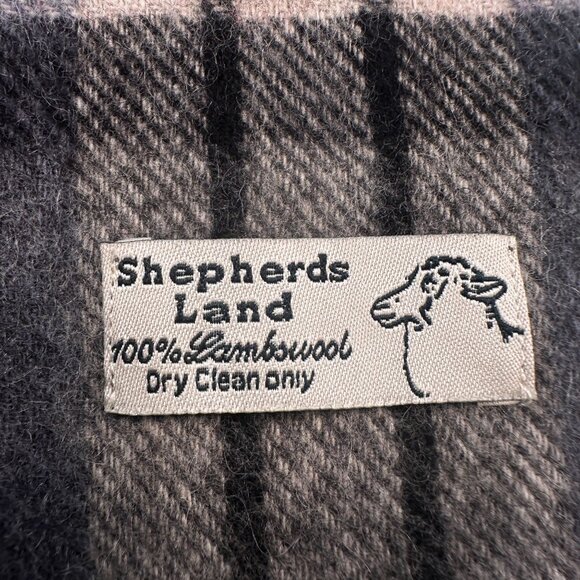 Shepherds
Land
100% Lambswool
Dry Clean only